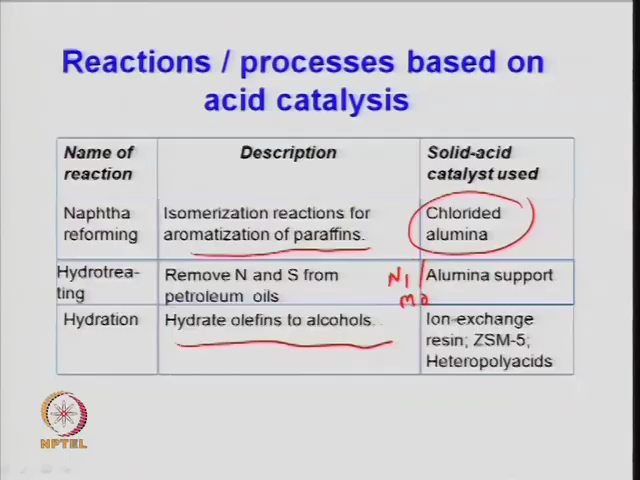 Reactions / processes based on
acid catalysis
Name of
reaction
Description
Solid-acid
catalyst used
Naphtha
reforming
Isomerization reactions for
aromatization of paraffins.
Chlorided
alumina
Hydrotrea-
ting
Remove N and S from
petroleum oils
Ni /
Mo
Alumina support
Hydration
Hydrate olefins to alcohols.
Ion-exchange
resin; ZSM-5;
Heteropolyacids
NPTEL